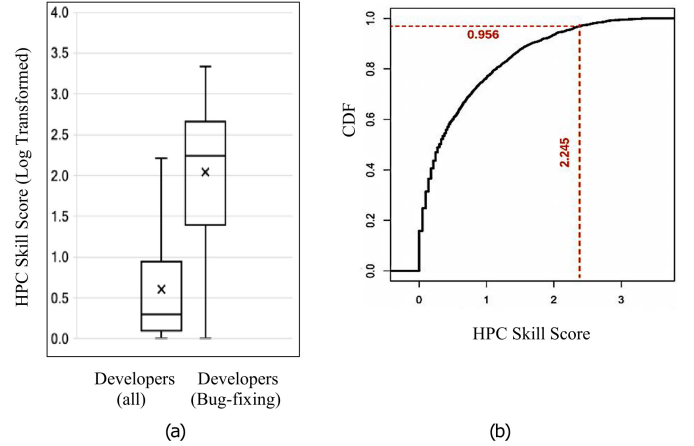 HPC Skill Score (Log Transformed)
4.0
3.5
3.0
2.5
2.0
1.5
1.0
0.5
0.0
Developers
(all)
Developers
(Bug-fixing)
(a)
CDF
1.0
0.8
0.6
0.4
0.2
0.0
0.956
2.245
0
1
2
3
HPC Skill Score
(b)